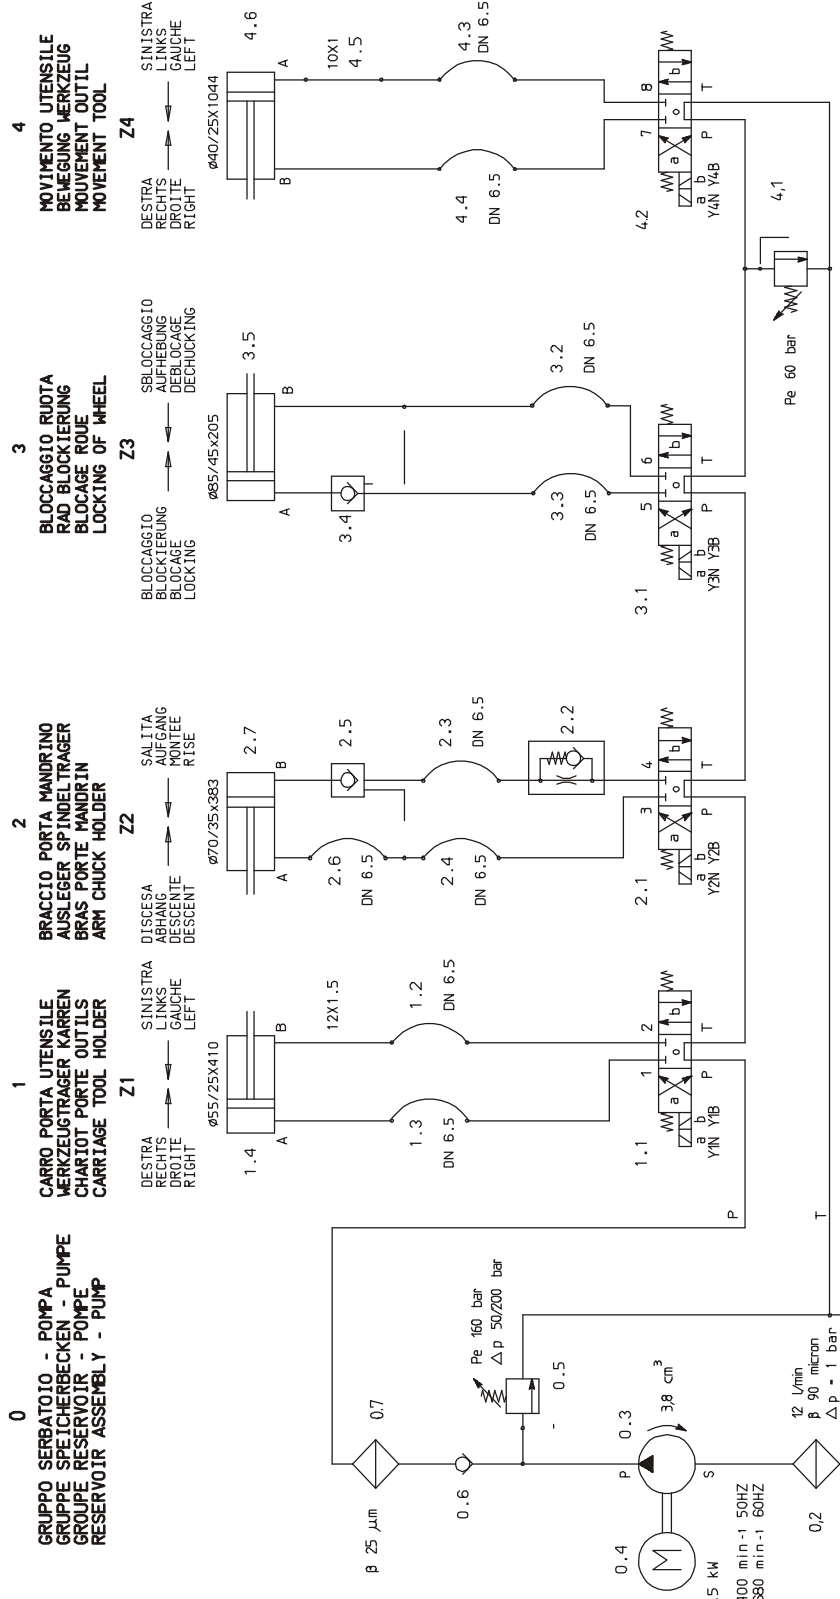 0
GRUPPO SERBATOIO - POMPA
GRUPPE SPEICHERBECKEN - PUMPE
GROUPE RESERVOIR - POMPE
RESERVOIR ASSEMBLY - PUMP
β 25 μm
0.7
0.6
Pe 160 bar
△p 50/200 bar
0.5
-
0.4
M
P
0.3
3,8 cm³
S
min-1 50HZ
min-1 60HZ
0,2
12 l/min
β 90 micron
△p - 1 bar
P
T
1
CARRO PORTA UTENSILE
WERKZEUGTRAGER KARREN
CHARIOT PORTE OUTILS
CARRIAGE TOOL HOLDER
Z1
DESTRA
RECHTS
DROITE
RIGHT
SINISTRA
LINKS
GAUCHE
LEFT
ø55/25X410
1.4
A
B
12X1.5
1.3
DN 6.5
1.2
DN 6.5
1.1
1
2
a
o
b
P
T
a
b
Y1N Y1B
2
BRACCIO PORTA MANDRINO
AUSLEGER SPINDELTRAGER
BRAS PORTE MANDRIN
ARM CHUCK HOLDER
Z2
DISCESA
ABHANG
DESCENTE
DESCENT
SALITA
AUFGANG
MONTEE
RISE
ø70/35x383
2.7
A
B
2.6
DN 6.5
2.5
2.4
DN 6.5
2.3
DN 6.5
2.2
2.1
3
4
a
o
b
P
T
a
b
Y2N Y2B
3
BLOCCAGGIO RUOTA
RAD BLOCKIERUNG
BLOCAGE ROUE
LOCKING OF WHEEL
Z3
BLOCCAGGIO
BLOCKIERUNG
BLOCAGE
LOCKING
SBLOCCAGGIO
AUFHEBUNG
DEBLOCAGE
DECHUCKING
ø85/45x205
3.5
A
B
3.4
3.3
DN 6.5
3.2
DN 6.5
3.1
5
6
a
o
b
P
T
a
b
Y3N Y3B
4
MOVIMENTO UTENSILE
BEWEGUNG WERKZEUG
MOUVEMENT OUTIL
MOVEMENT TOOL
Z4
DESTRA
RECHTS
DROITE
RIGHT
SINISTRA
LINKS
GAUCHE
LEFT
ø40/25X1044
4.6
B
A
10X1
4.5
4.4
DN 6.5
4.3
DN 6.5
4.2
7
8
a
o
b
P
T
a
b
Y4N Y4B
4,1
Pe 60 bar